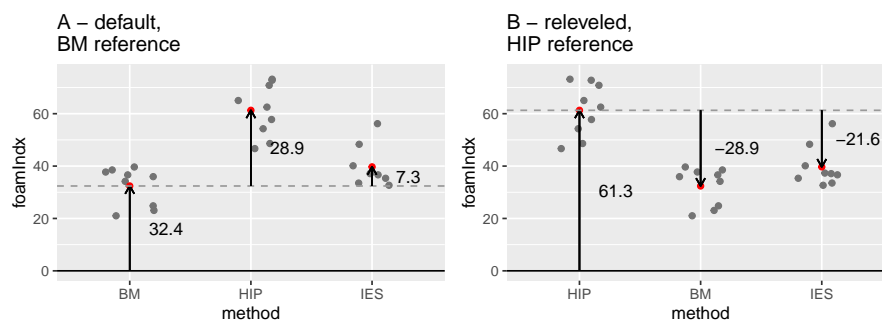 A – default,
BM reference
foamIndx
60
40
20
0
28.9
7.3
32.4
BM
HIP
IES
method
B – releveled,
HIP reference
foamIndx
60
40
20
0
−28.9
−21.6
61.3
HIP
BM
IES
method